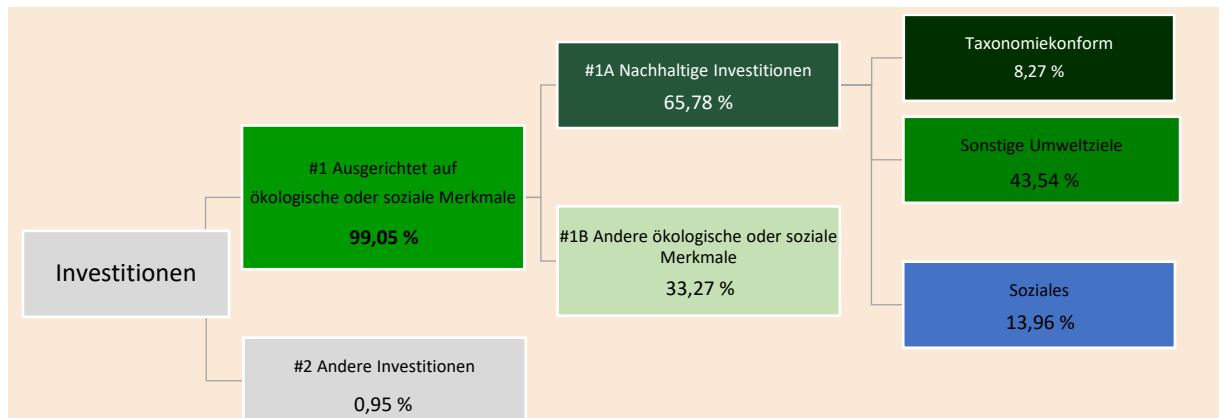 Investitionen
#1 Ausgerichtet auf
ökologische oder soziale Merkmale
99,05 %
#2 Andere Investitionen
0,95 %
#1A Nachhaltige Investitionen
65,78 %
#1B Andere ökologische oder soziale
Merkmale
33,27 %
Taxonomiekonform
8,27 %
Sonstige Umweltziele
43,54 %
Soziales
13,96 %